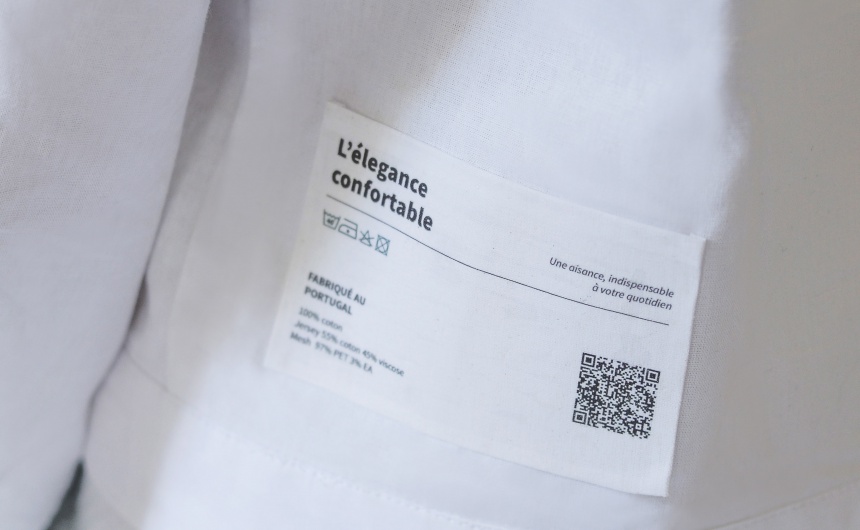 L'élegance
confortable
Une aisance, indispensable
à votre quotidien
FABRIQUÉ AU
PORTUGAL
100% coton
Jersey 55% coton 45% viscose
Mesh 97% PET 3% EA